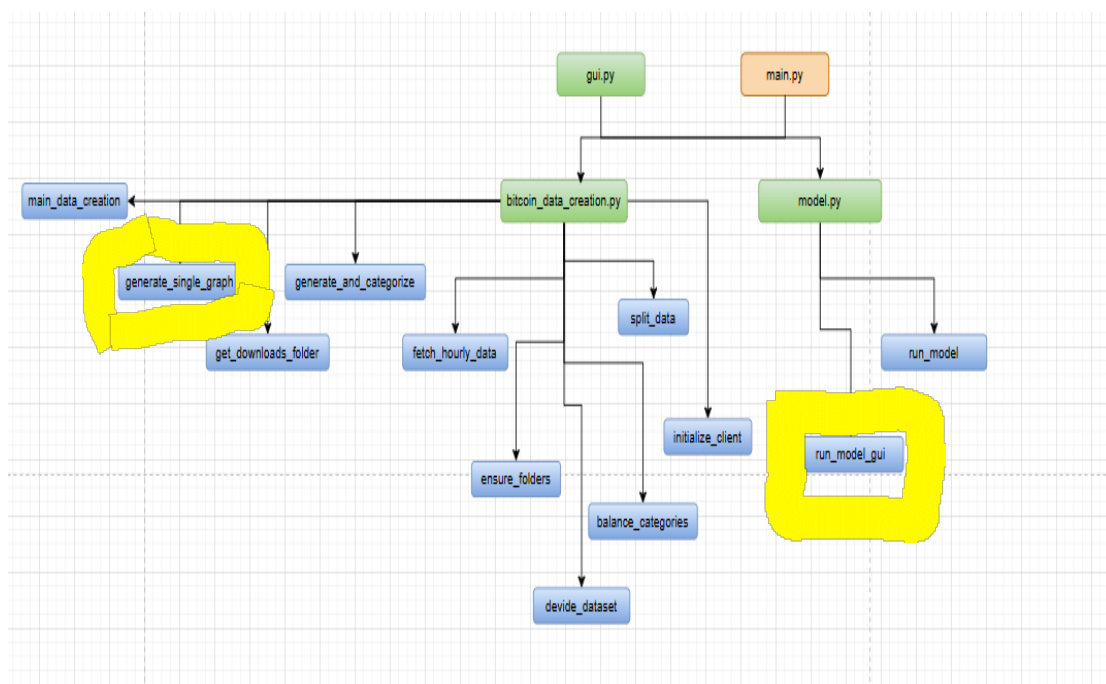 gui.py
main.py
main_data_creation
bitcoin_data_creation.py
model.py
generate_single_graph
generate_and_categorize
split_data
get_downloads_folder
fetch_hourly_data
run_model
initialize_client
run_model_gui
ensure_folders
balance_categories
devide_dataset